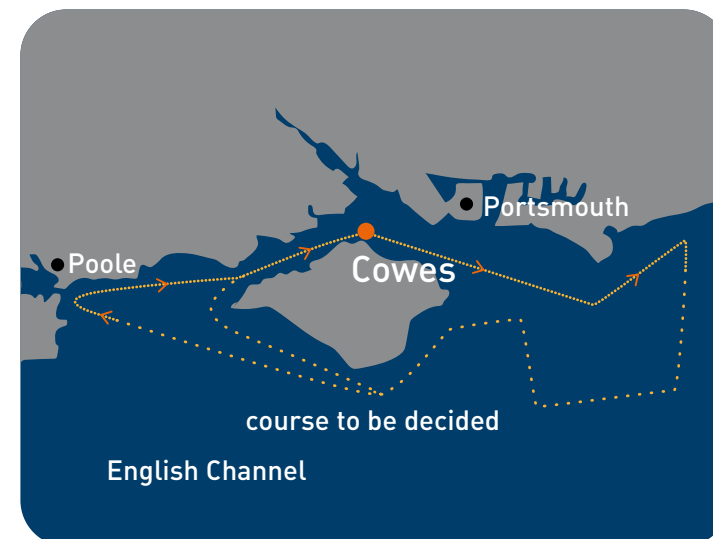 Portsmouth
Poole
Cowes
course to be decided
English Channel